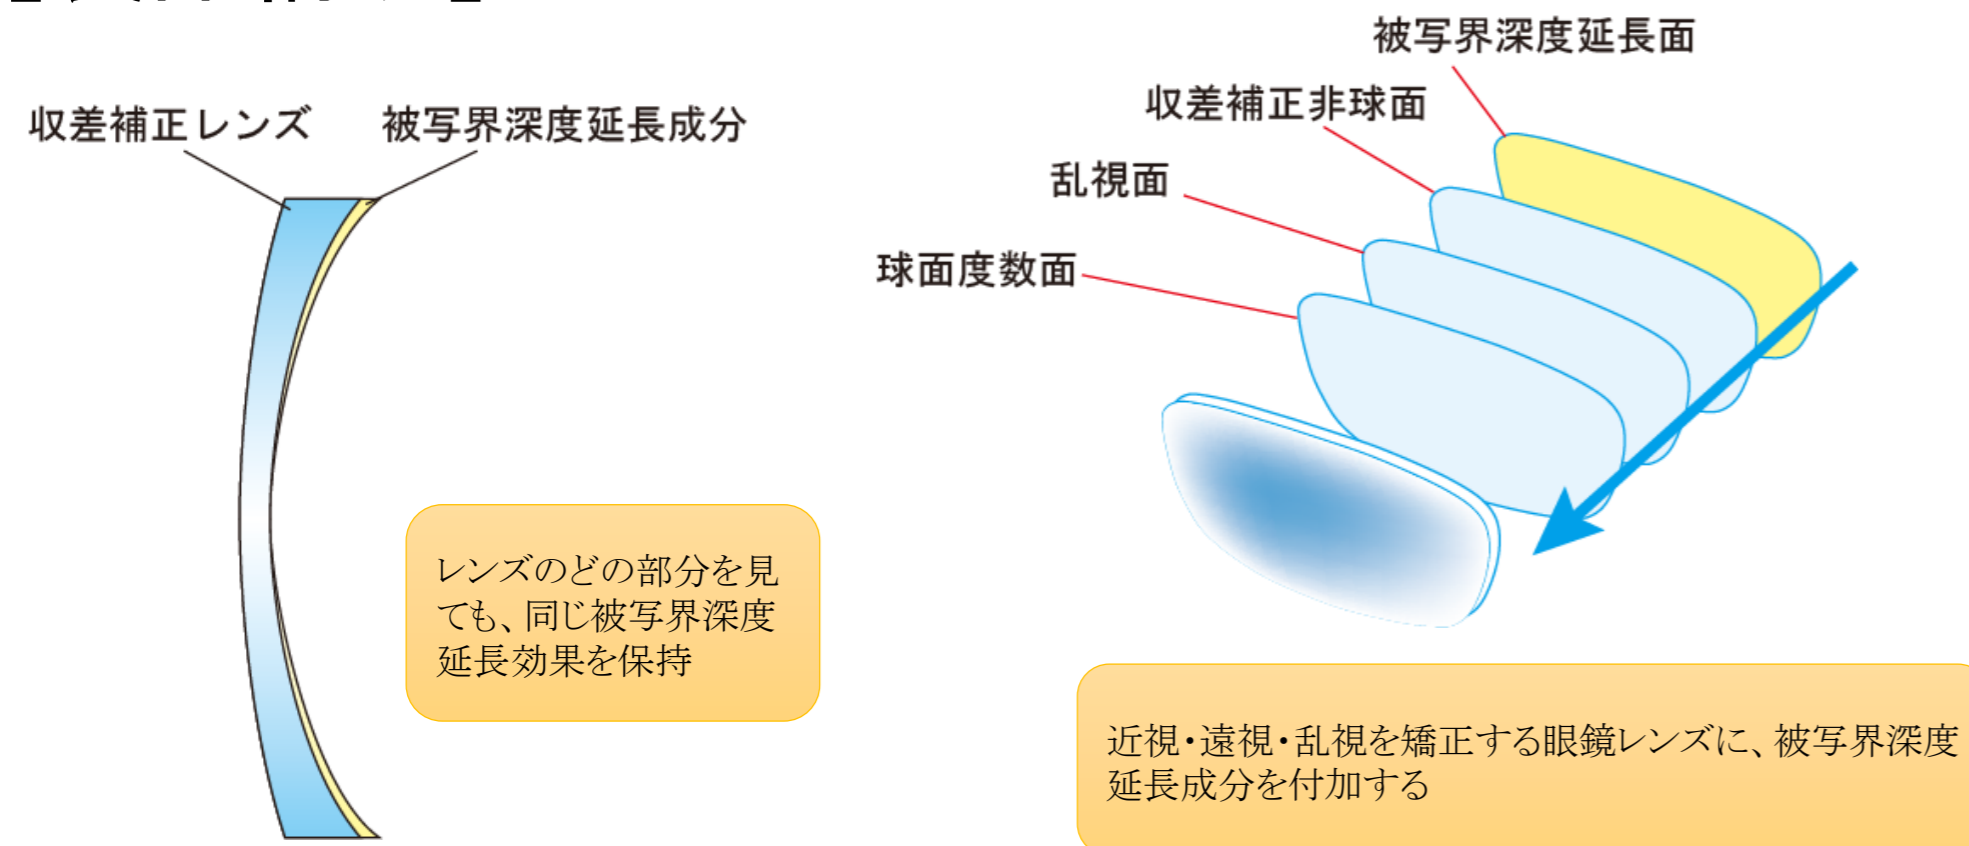 収差補正レンズ
被写界深度延長成分
レンズのどの部分を見
ても、同じ被写界深度
延長効果を保持
被写界深度延長面
収差補正非球面
乱視面
球面度数面
近視・遠視・乱視を矯正する眼鏡レンズに、被写界深度
延長成分を付加する